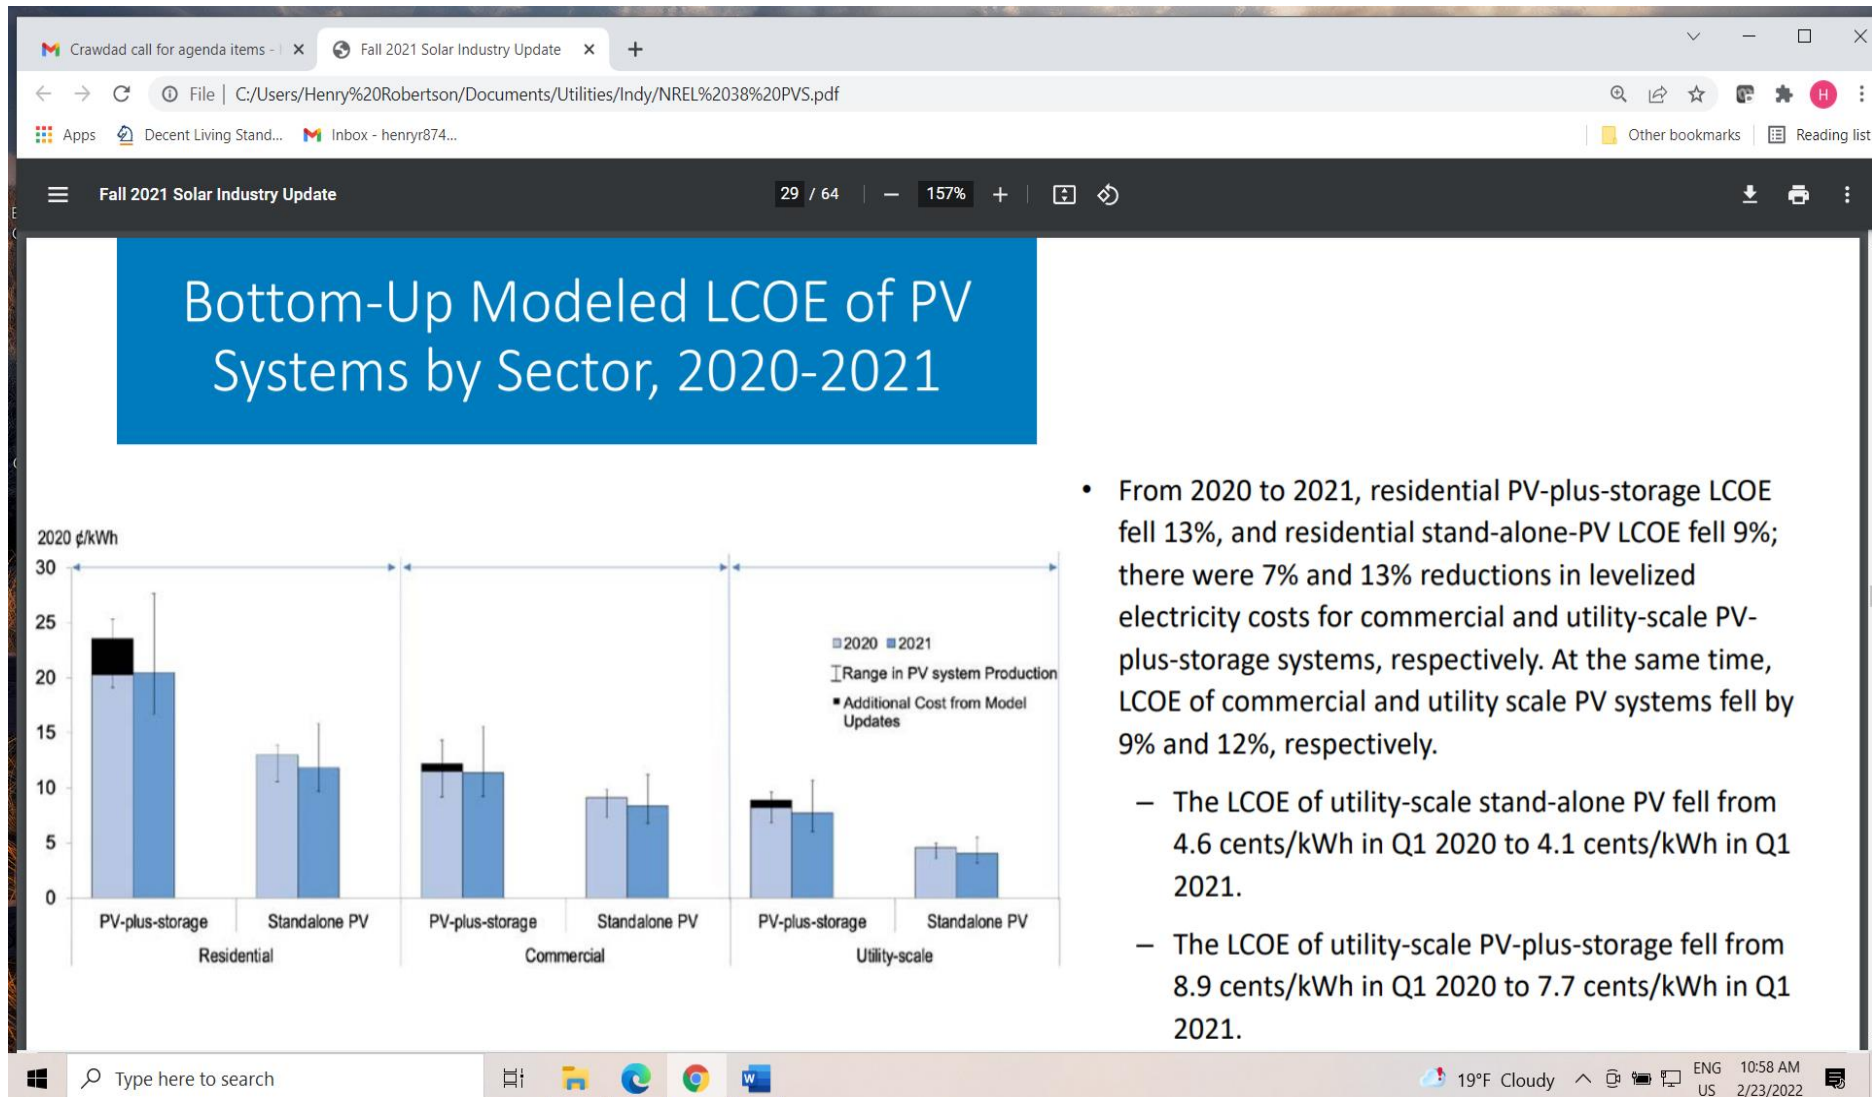 Crawdad call for agenda items -
Fall 2021 Solar Industry Update
File | C:/Users/Henry%20Robertson/Documents/Utilities/Indy/NREL%2038%20PVS.pdf
H
Apps
Decent Living Stand...
Inbox - henryr874...
Other bookmarks
Reading list
Fall 2021 Solar Industry Update
29 / 64
157%
Bottom-Up Modeled LCOE of PV
Systems by Sector, 2020-2021
2020 ¢/kWh
30
25
20
15
10
5
0
2020 2021
Range in PV system Production
Additional Cost from Model
Updates
PV-plus-storage Standalone PV PV-plus-storage Standalone PV PV-plus-storage Standalone PV
Residential Commercial Utility-scale
• From 2020 to 2021, residential PV-plus-storage LCOE
fell 13%, and residential stand-alone-PV LCOE fell 9%;
there were 7% and 13% reductions in levelized
electricity costs for commercial and utility-scale PV-
plus-storage systems, respectively. At the same time,
LCOE of commercial and utility scale PV systems fell by
9% and 12%, respectively.
– The LCOE of utility-scale stand-alone PV fell from
4.6 cents/kWh in Q1 2020 to 4.1 cents/kWh in Q1
2021.
– The LCOE of utility-scale PV-plus-storage fell from
8.9 cents/kWh in Q1 2020 to 7.7 cents/kWh in Q1
2021.
Type here to search
W
19°F Cloudy
ENG
US
10:58 AM
2/23/2022